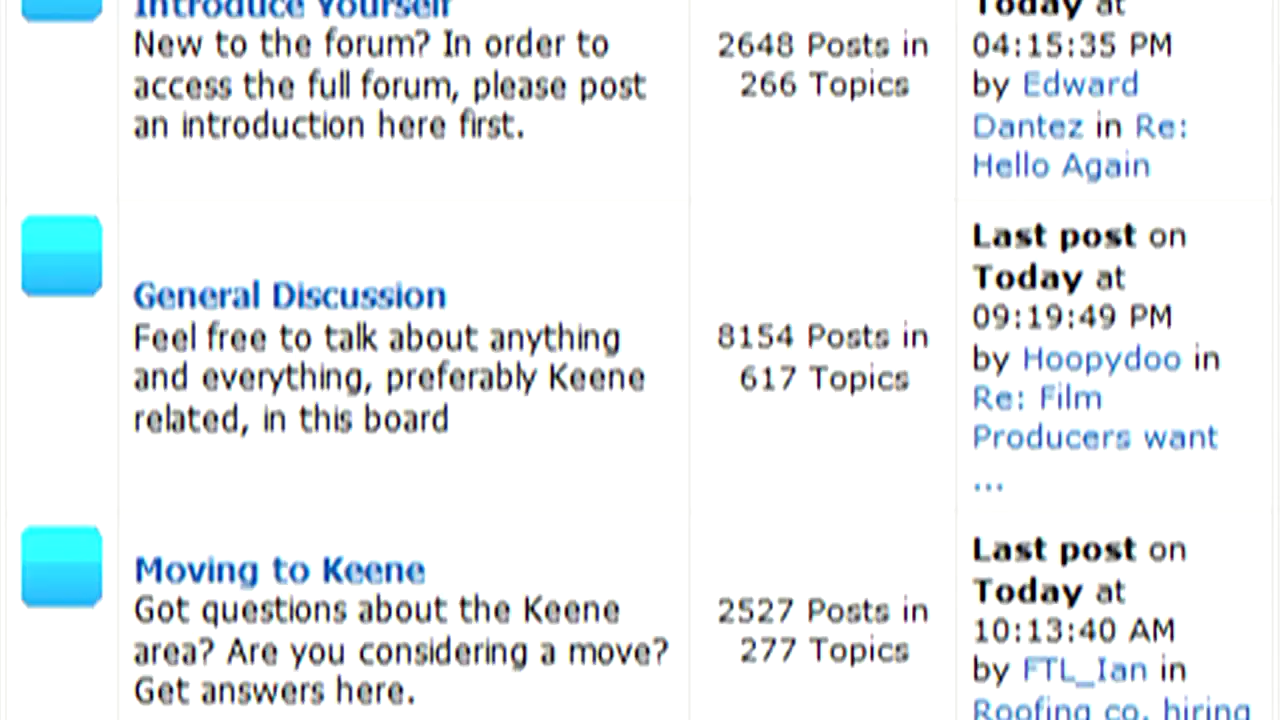 Introduce Yourself
New to the forum? In order to
access the full forum, please post
an introduction here first.
2648 Posts in
266 Topics
Today at
04:15:35 PM
by Edward
Dantez in Re:
Hello Again
General Discussion
Feel free to talk about anything
and everything, preferably Keene
related, in this board
8154 Posts in
617 Topics
Last post on
Today at
09:19:49 PM
by Hoopydoo in
Re: Film
Producers want
...
Moving to Keene
Got questions about the Keene
area? Are you considering a move?
Get answers here.
2527 Posts in
277 Topics
Last post on
Today at
10:13:40 AM
by FTL_Ian in
Roofing co. hiring